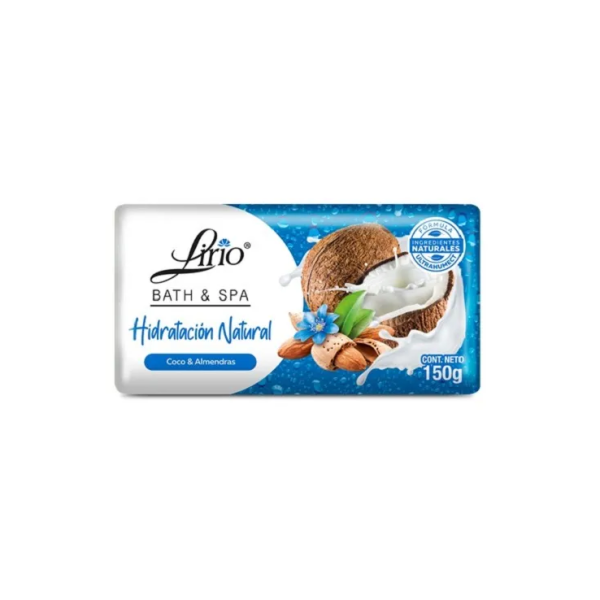 Lirio®
BATH & SPA
Hidratación Natural
Coco & Almendras
FÓRMULA
INGREDIENTES
NATURALES
ULTRAHUMECT
CONT. NETO
150g